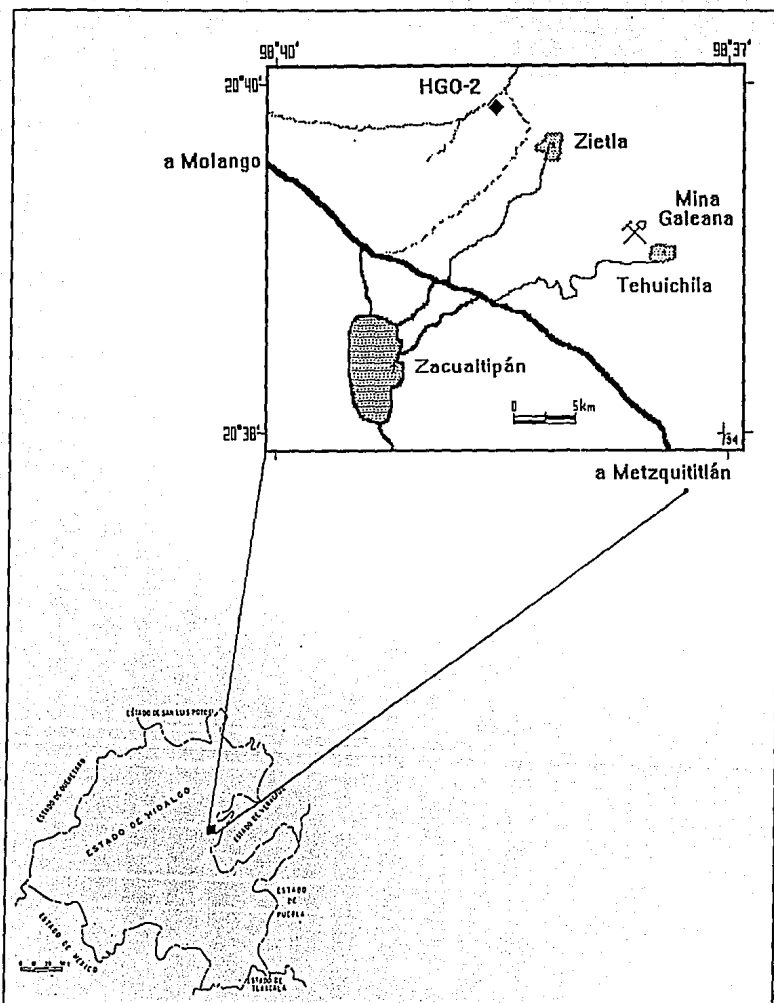 98°40'
98°37'
20°40'
HGO-2
Zietla
a Molango
Mina
Galeana
Tehuichila
Zacualtipán
0 5km
20°38'
34
a Metzquititlán
ESTADO DE SAN LUIS POTOSI
ESTADO DE QUERETARO
ESTADO DE HIDALGO
ESTADO DE VERACRUZ
ESTADO
DE
PUEBLA
ESTADO DE MEXICO
ESTADO DE
TLAXCALA